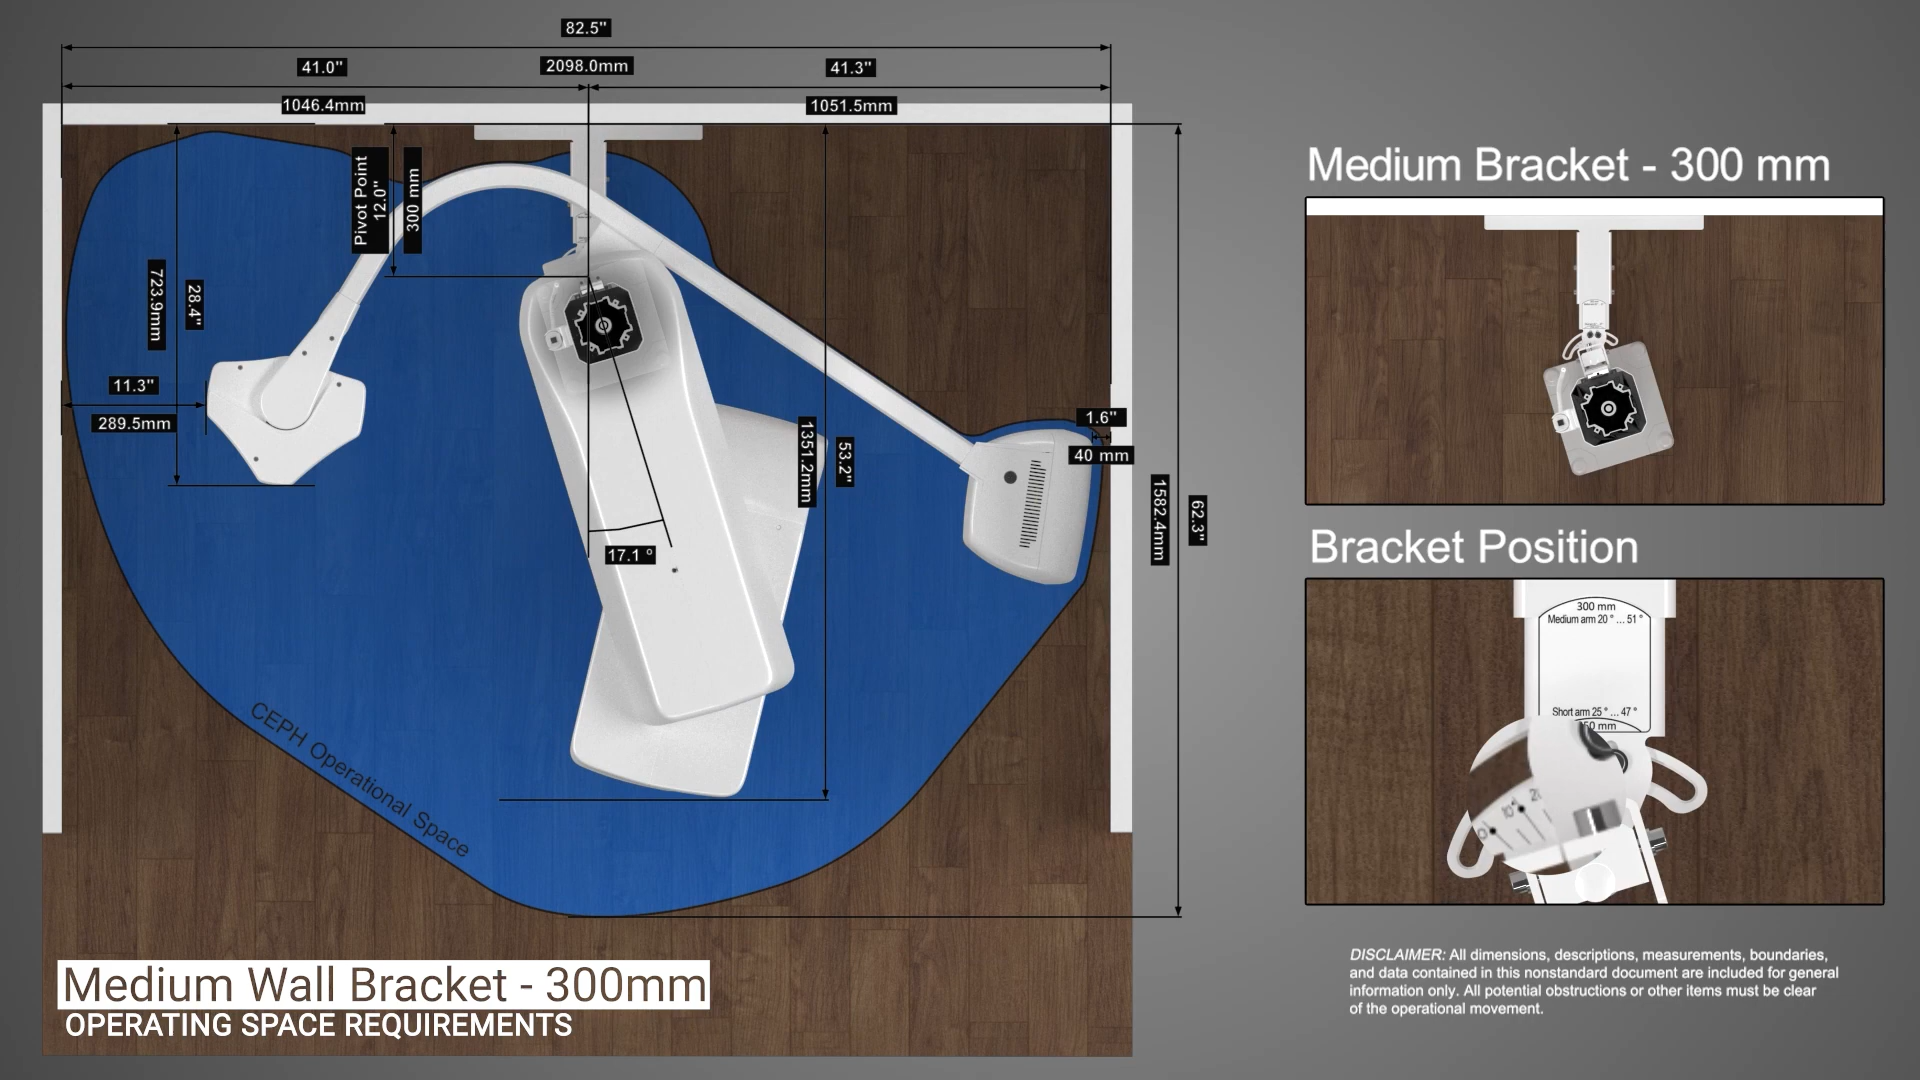 82.5"
41.0"
2098.0mm
41.3"
1046.4mm
1051.5mm
Pivot Point
12.0"
300 mm
723.9mm
28.4"
11.3"
289.5mm
1351.2mm
53.2"
1.6"
40 mm
1582.4mm
62.3"
17.1 °
CEPH Operational Space
Medium Wall Bracket - 300mm
OPERATING SPACE REQUIREMENTS
Medium Bracket - 300 mm
Bracket Position
300 mm
Medium arm 20 ° ... 51 °
Short arm 25 ° ... 47 °
50 mm
DISCLAIMER: All dimensions, descriptions, measurements, boundaries,
and data contained in this nonstandard document are included for general
information only. All potential obstructions or other items must be clear
of the operational movement.